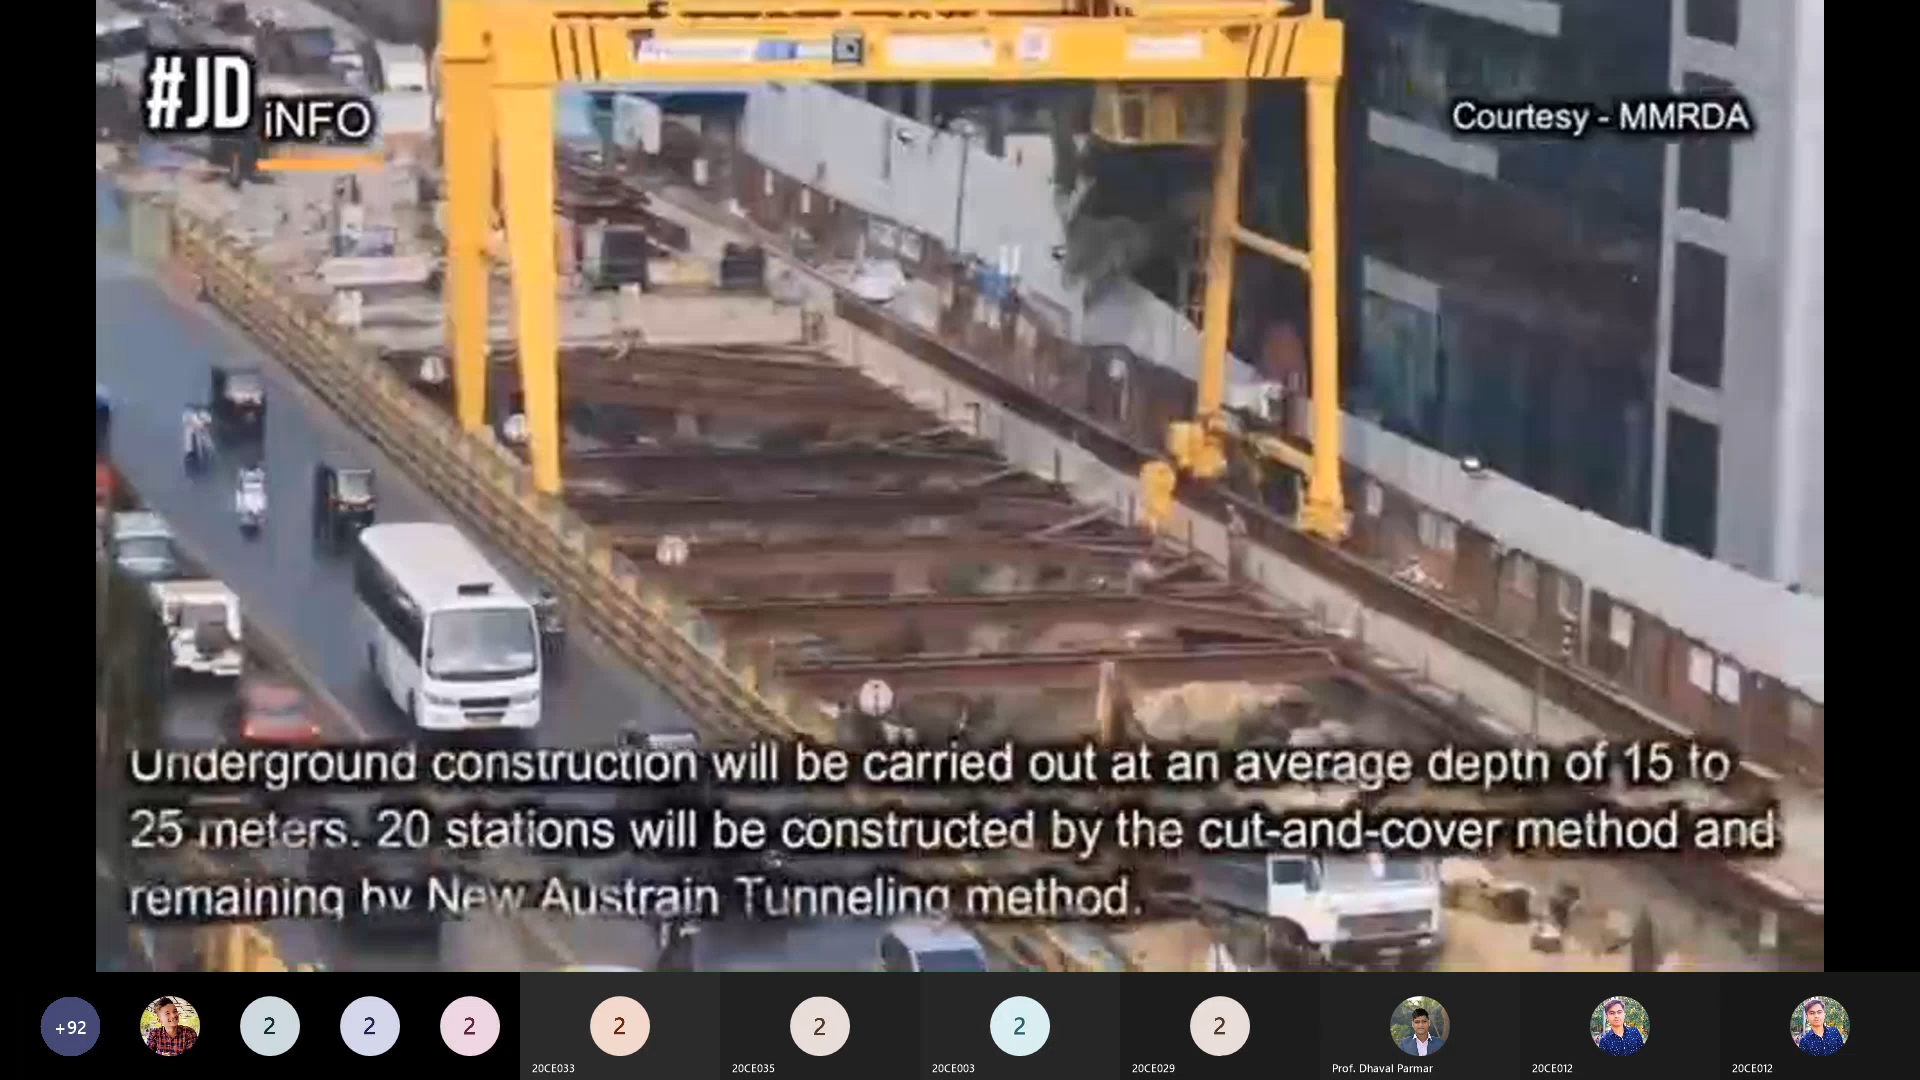 #JD iNFO
Courtesy - MMRDA
Underground construction will be carried out at an average depth of 15 to
25 meters. 20 stations will be constructed by the cut-and-cover method and
remaining by New Austrain Tunneling method.
+92
2
2
2
2
20CE033
2
20CE035
2
20CE003
2
20CE029
Prof. Dhaval Parmar
20CE012
20CE012